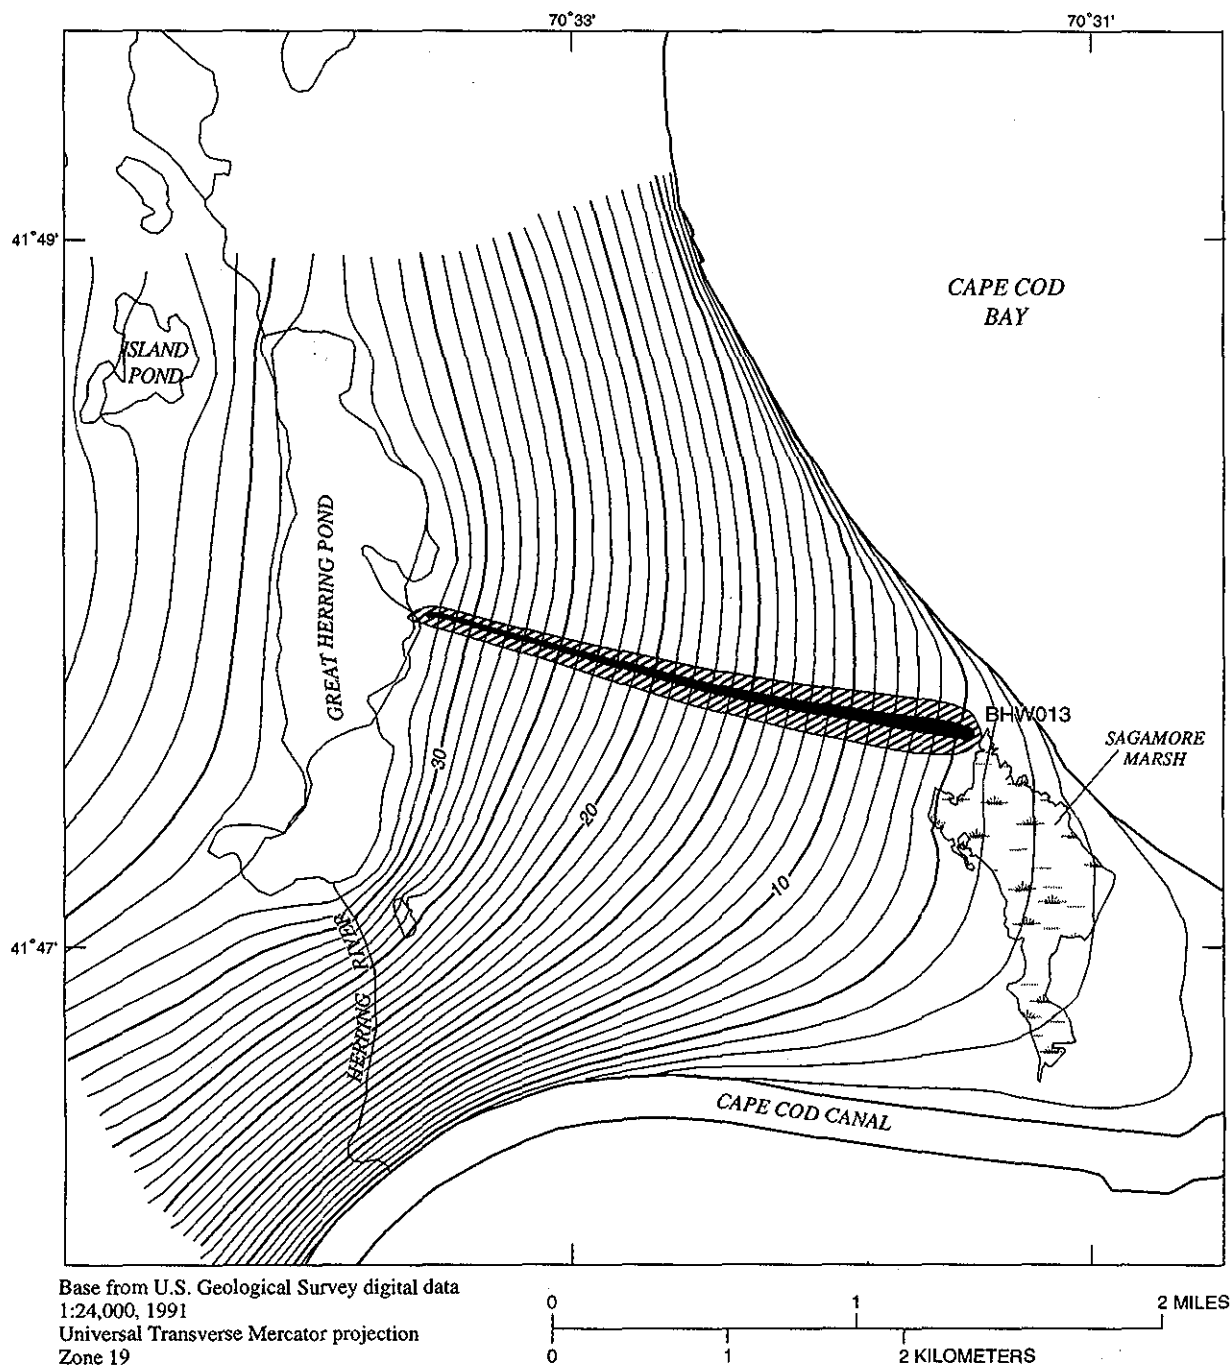 70°33'
70°31'
41°49'
CAPE COD
BAY
ISLAND
POND
GREAT HERRING POND
BHW013
SAGAMORE
MARSH
30
20
10
41°47'
HERRING RIVER
CAPE COD CANAL
Base from U.S. Geological Survey digital data
1:24,000, 1991
Universal Transverse Mercator projection
Zone 19
0 1 2 MILES
0 1 2 KILOMETERS